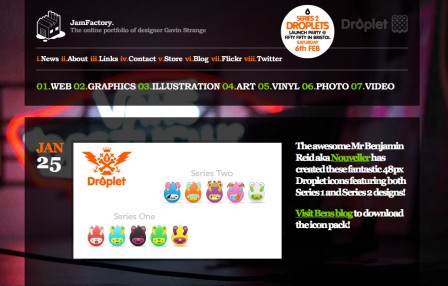 JamFactory.
The online portfolio of designer Gavin Strange
SERIES 2
DROPLETS
LAUNCH PARTY @
FIFTY FIFTY IN BRISTOL
SATURDAY
6th FEB
Droplet
i.News ii.About iii.Links iv.Contact v.Store vi.Blog vii.Flickr viii.Twitter
01.WEB 02.GRAPHICS 03.ILLUSTRATION 04.ART 05.VINYL 06.PHOTO 07.VIDEO
JAN
25
Droplet
Series Two
Series One
The awesome Mr Benjamin
Reid aka Nouveller has
created these fantastic 48px
Droplet icons featuring both
Series 1 and Series 2 designs!
Visit Bens blog to download
the icon pack!